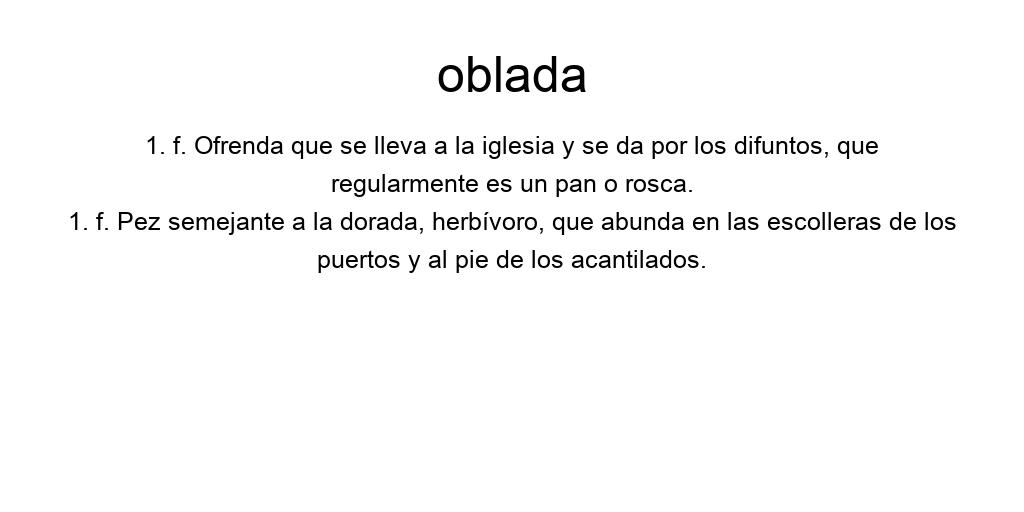 oblada
1. f. Ofrenda que se lleva a la iglesia y se da por los difuntos, que
regularmente es un pan o rosca.
1. f. Pez semejante a la dorada, herbívoro, que abunda en las escolleras de los
puertos y al pie de los acantilados.